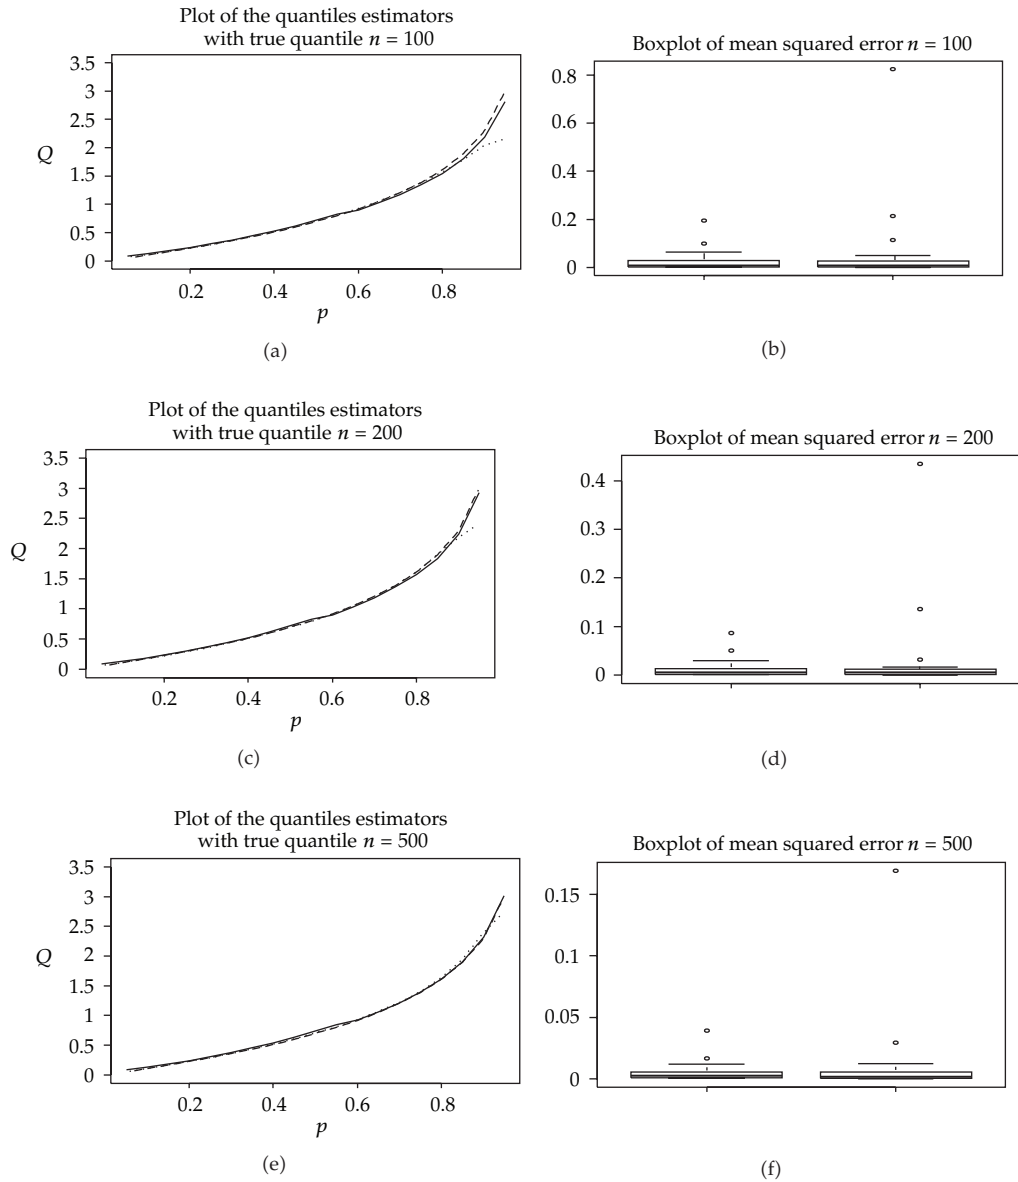 Plot of the quantiles estimators
with true quantile n = 100
3.5
3
2.5
2
1.5
1
0.5
0
Q
0.2
0.4
0.6
0.8
p
(a)
Boxplot of mean squared error n = 100
0.8
0.6
0.4
0.2
0
(b)
Plot of the quantiles estimators
with true quantile n = 200
3.5
3
2.5
2
1.5
1
0.5
0
Q
0.2
0.4
0.6
0.8
p
(c)
Boxplot of mean squared error n = 200
0.4
0.3
0.2
0.1
0
(d)
Plot of the quantiles estimators
with true quantile n = 500
3.5
3
2.5
2
1.5
1
0.5
0
Q
0.2
0.4
0.6
0.8
p
(e)
Boxplot of mean squared error n = 500
0.15
0.1
0.05
0
(f)